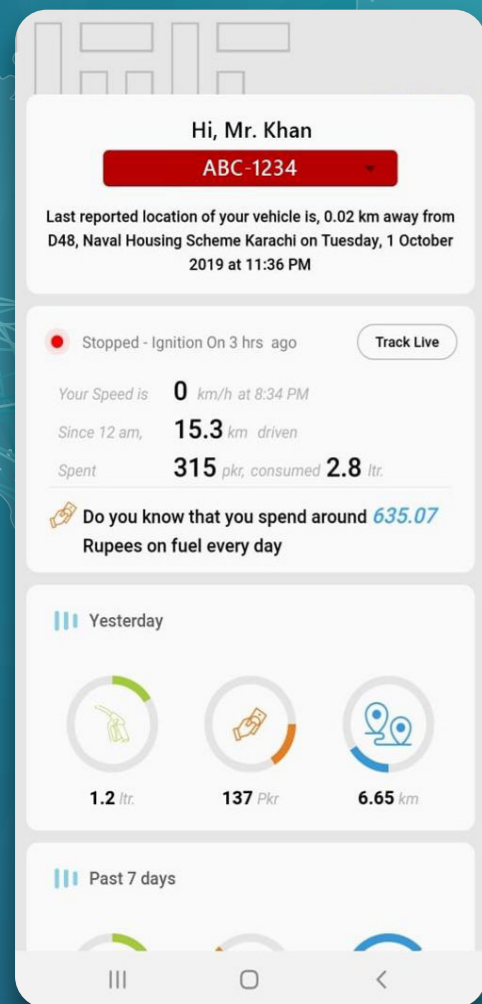 Hi, Mr. Khan
ABC-1234
Last reported location of your vehicle is, 0.02 km away from
D48, Naval Housing Scheme Karachi on Tuesday, 1 October
2019 at 11:36 PM
Stopped - Ignition On 3 hrs ago
Track Live
Your Speed is 0 km/h at 8:34 PM
Since 12 am, 15.3 km driven
Spent 315 pkr, consumed 2.8 ltr.
Do you know that you spend around 635.07
Rupees on fuel every day
Yesterday
1.2 ltr. 137 Pkr 6.65 km
Past 7 days